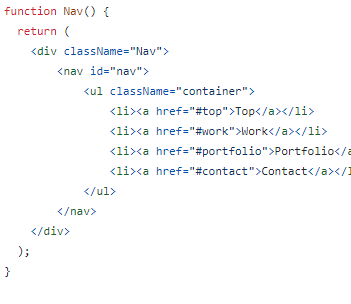 function Nav() {
  return (
    <div className="Nav">
        <nav id="nav">
            <ul className="container">
                <li><a href="#top">Top</a></li>
                <li><a href="#work">Work</a></li>
                <li><a href="#portfolio">Portfolio</a
                <li><a href="#contact">Contact</a></l
            </ul>
        </nav>
    </div>
  );
}